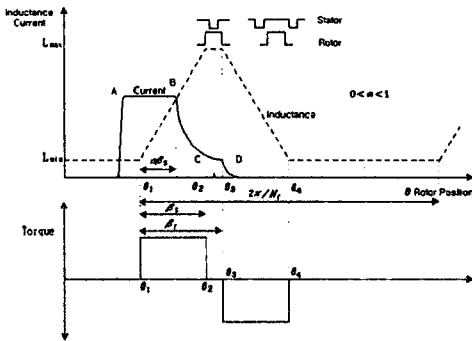 Inductance
Current
Stator
Rotor
Lmax
A
Current
B
0<α<1
Inductance
Lmin
αβs
C
D
θ1
θ2
θ3
θ4
2π/Nr
θ Rotor Position
βs
βr
Torque
θ1
θ2
θ3
θ4